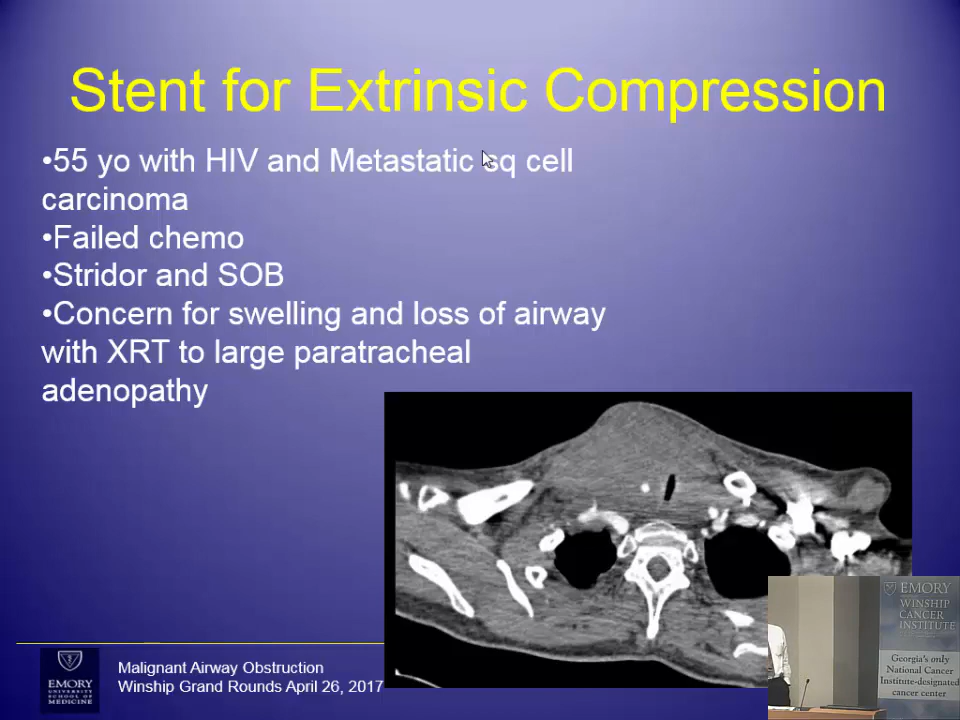 Stent for Extrinsic Compression
•55 yo with HIV and Metastatic sq cell
carcinoma
•Failed chemo
•Stridor and SOB
•Concern for swelling and loss of airway
with XRT to large paratracheal
adenopathy
EMORY
UNIVERSITY
SCHOOL OF
MEDICINE
Malignant Airway Obstruction
Winship Grand Rounds April 26, 2017
EMORY
WINSHIP
CANCER
INSTITUTE
Georgia's only
National Cancer
Institute-designated
cancer center